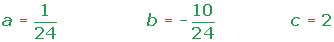 a = 1/24 b = -10/24 c = 2